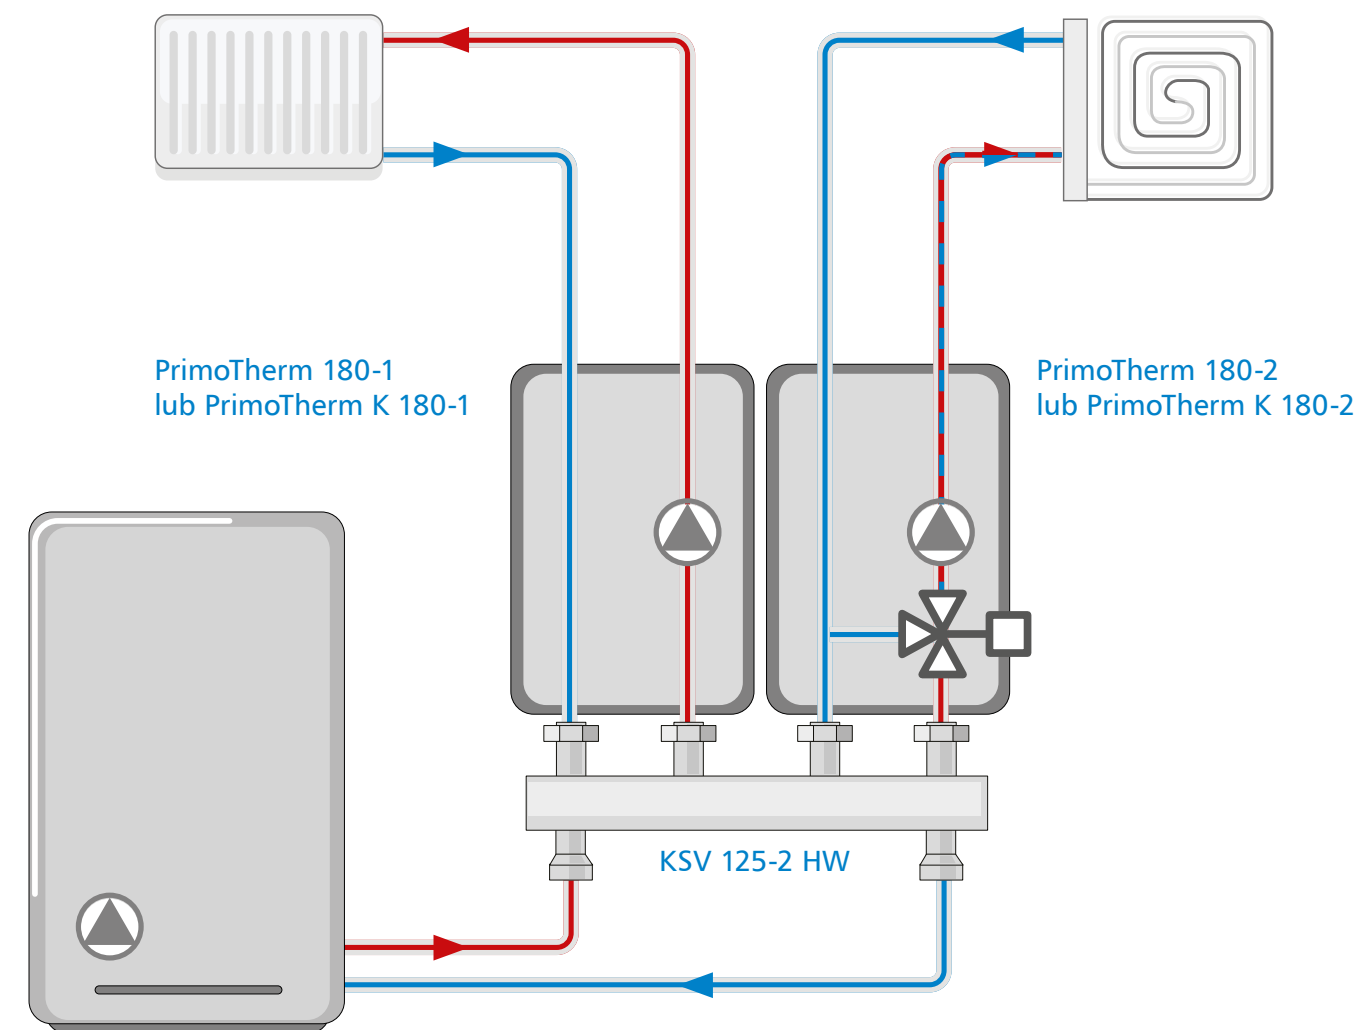 PrimoTherm 180-1
lub PrimoTherm K 180-1
PrimoTherm 180-2
lub PrimoTherm K 180-2
KSV 125-2 HW